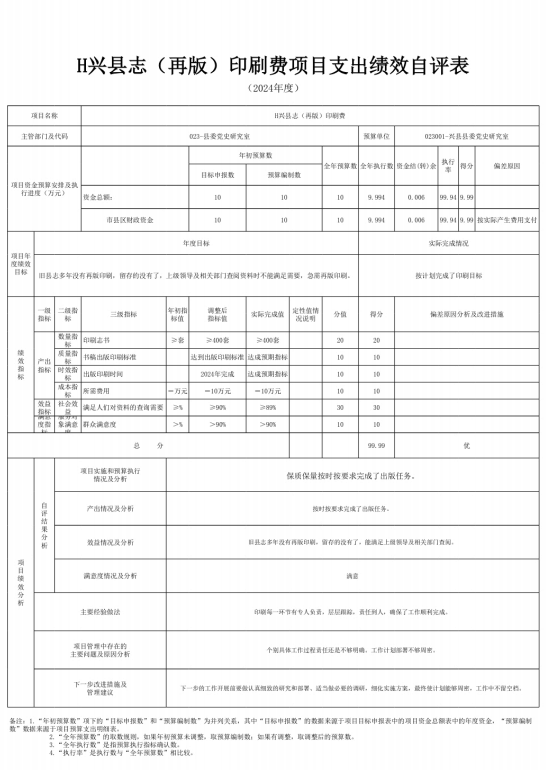 H兴县志（再版）印刷费项目支出绩效自评表
（2024年度）
项目名称 H兴县志（再版）印刷费
主管部门及代码 023-县委党史研究室 预算单位 023001-兴县县委党史研究室
项目资金预算安排及执行进度（万元） 年初预算数 全年预算数 全年执行数 资金结(转)余 执行率 得分 偏差原因
目标申报数 预算编制数
资金总额： 10 10 10 9.994 0.006 99.94 9.99
市县区财政资金 10 10 10 9.994 0.006 99.94 9.99 按实际产生费用支付
项目年度绩效目标 年度目标 实际完成情况
旧县志多年没有再版印刷，留存的没有了，上级领导及相关部门查阅资料时不能满足需要，急需再版印刷。 按计划完成了印刷目标
绩效指标 一级指标 二级指标 三级指标 年初指标值 调整后指标值 实际完成值 定性值情况说明 分值 得分 偏差原因分析及改进措施
产出指标 数量指标 印刷志书 ≥套 ≥400套 ≥400套 20 20
质量指标 书稿出版印刷标准 达到出版印刷标准 达成预期指标 10 10
时效指标 出版印刷时间 2024年完成 达成预期指标 10 10
成本指标 所需费用 =万元 =10万元 =10万元 10 10
效益指标 社会效益 满足人们对资料的查询需要 ≥% ≥90% ≥89% 30 30
满意度指标 服务对象满意度 群众满意度 >% >90% >90% 10 10
总 分 99.99 优
项目绩效分析 自评结果分析 项目实施和预算执行情况及分析 保质保量按时按要求完成了出版任务。
产出情况及分析 按时按要求完成了出版任务。
效益情况及分析 旧县志多年没有再版印刷，留存的没有了，能满足上级领导及相关部门查阅。
满意度情况及分析 满意
主要经验做法 印刷每一环节有专人负责，层层跟踪，责任到人，确保了工作顺利完成。
项目管理中存在的主要问题及原因分析 个别具体工作过程责任还是不够明确，工作计划部署不够周密。
下一步改进措施及管理建议 下一步的工作开展前要做认真细致的研究和部署。适当做必要的调研，细化实施方案，最终使计划能够周密，工作中不留空档。
备注：1.“年初预算数”项下的“目标申报数”和“预算编制数”为并列关系，其中“目标申报数”的数据来源于项目目标申报表中的项目资金总额表中的年度资金，“预算编制
数”数据来源于项目预算支出明细表。
2.“全年预算数”的取数规则：如果年初预算未调整，取预算编制数；如果有调整，取调整后的预算数。
3.“全年执行数”是指预算执行指标确认数。
4.“执行率”是执行数与“全年预算数”相比较。